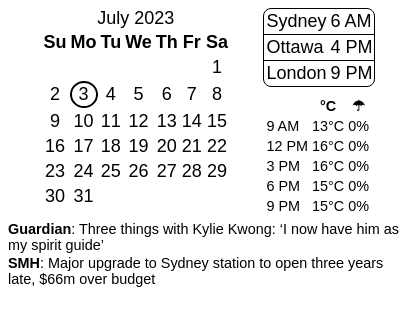 July 2023
Su Mo Tu We Th Fr Sa
1
2 3 4 5 6 7 8
9 10 11 12 13 14 15
16 17 18 19 20 21 22
23 24 25 26 27 28 29
30 31
Sydney 6 AM
Ottawa 4 PM
London 9 PM
°C ☂
9 AM 13°C 0%
12 PM 16°C 0%
3 PM 16°C 0%
6 PM 15°C 0%
9 PM 15°C 0%
Guardian: Three things with Kylie Kwong: ‘I now have him as
my spirit guide’
SMH: Major upgrade to Sydney station to open three years
late, $66m over budget